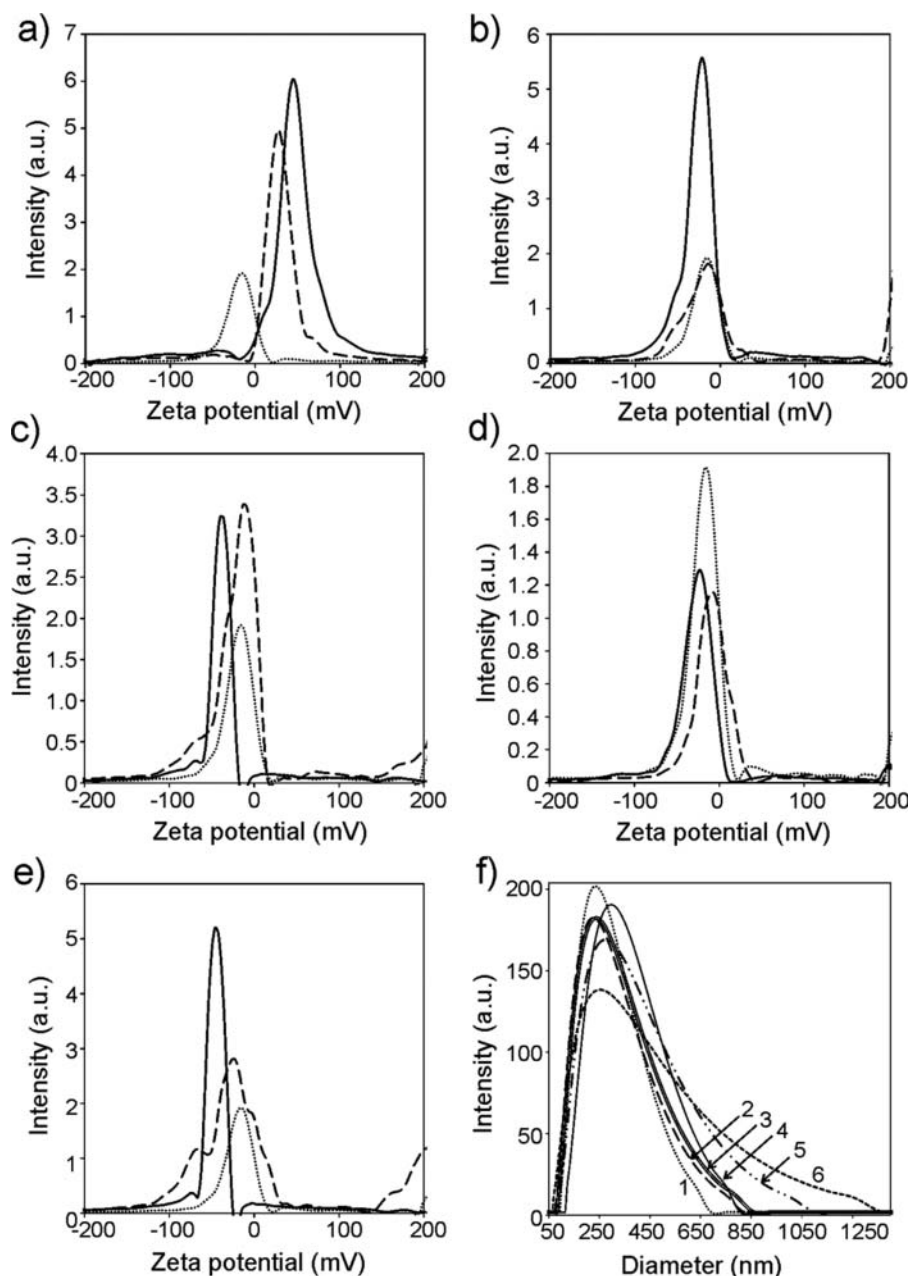 a)
7
6
5
4
3
2
1
0
Intensity (a.u.)
-200 -100 0 100 200
Zeta potential (mV)
b)
6
5
4
3
2
1
0
Intensity (a.u.)
-200 -100 0 100 200
Zeta potential (mV)
c)
4.0
3.5
3.0
2.5
2.0
1.5
1.0
0.5
0
Intensity (a.u.)
-200 -100 0 100 200
Zeta potential (mV)
d)
2.0
1.8
1.6
1.4
1.2
1.0
0.8
0.6
0.4
0.2
0
Intensity (a.u.)
-200 -100 0 100 200
Zeta potential (mV)
e)
6
5
4
3
2
1
0
Intensity (a.u.)
-200 -100 0 100 200
Zeta potential (mV)
f)
200
150
100
50
0
Intensity (a.u.)
1
2
3
4
5
6
50 250 450 650 850 1050 1250
Diameter (nm)